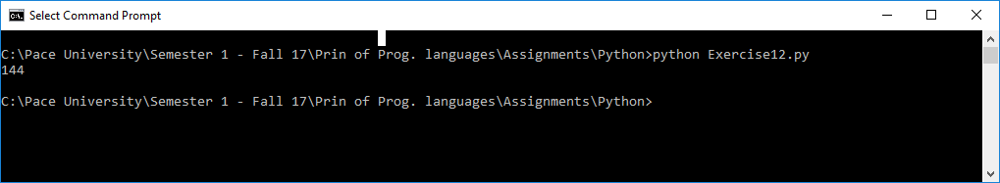 Select Command Prompt
C:\Pace University\Semester 1 - Fall 17\Prin of Prog. languages\Assignments\Python>python Exercise12.py
144
C:\Pace University\Semester 1 - Fall 17\Prin of Prog. languages\Assignments\Python>